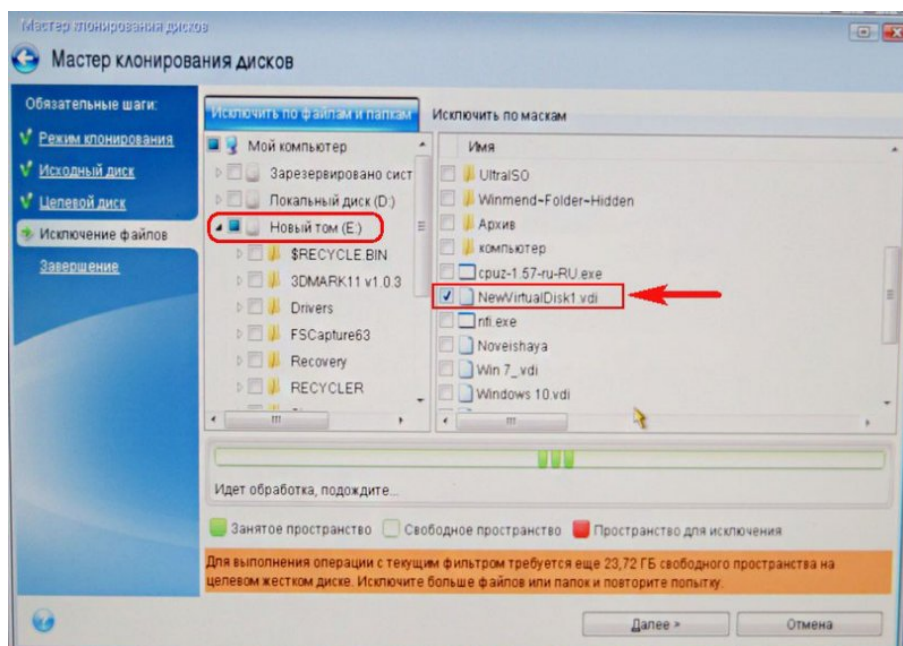 Мастер клонирования дисков
Мастер клонирования дисков
Обязательные шаги:
Режим клонирования
Исходный диск
Целевой диск
Исключение файлов
Завершение
Исключить по файлам и папкам
Исключить по маскам
Мой компьютер
Зарезервировано сист
Локальный диск (D:)
Новый том (E:)
$RECYCLE.BIN
3DMARK11 v1.0.3
Drivers
FSCapture63
Recovery
RECYCLER
Имя
UltraISO
Winmend~Folder~Hidden
Архив
компьютер
cpuz-1.57-ru-RU.exe
NewVirtualDisk1.vdi
nfi.exe
Noveishaya
Win 7_.vdi
Windows 10.vdi
Идет обработка, подождите...
Занятое пространство
Свободное пространство
Пространство для исключения
Для выполнения операции с текущим фильтром требуется еще 23,72 ГБ свободного пространства на
целевом жестком диске. Исключите больше файлов или папок и повторите попытку.
Далее >
Отмена